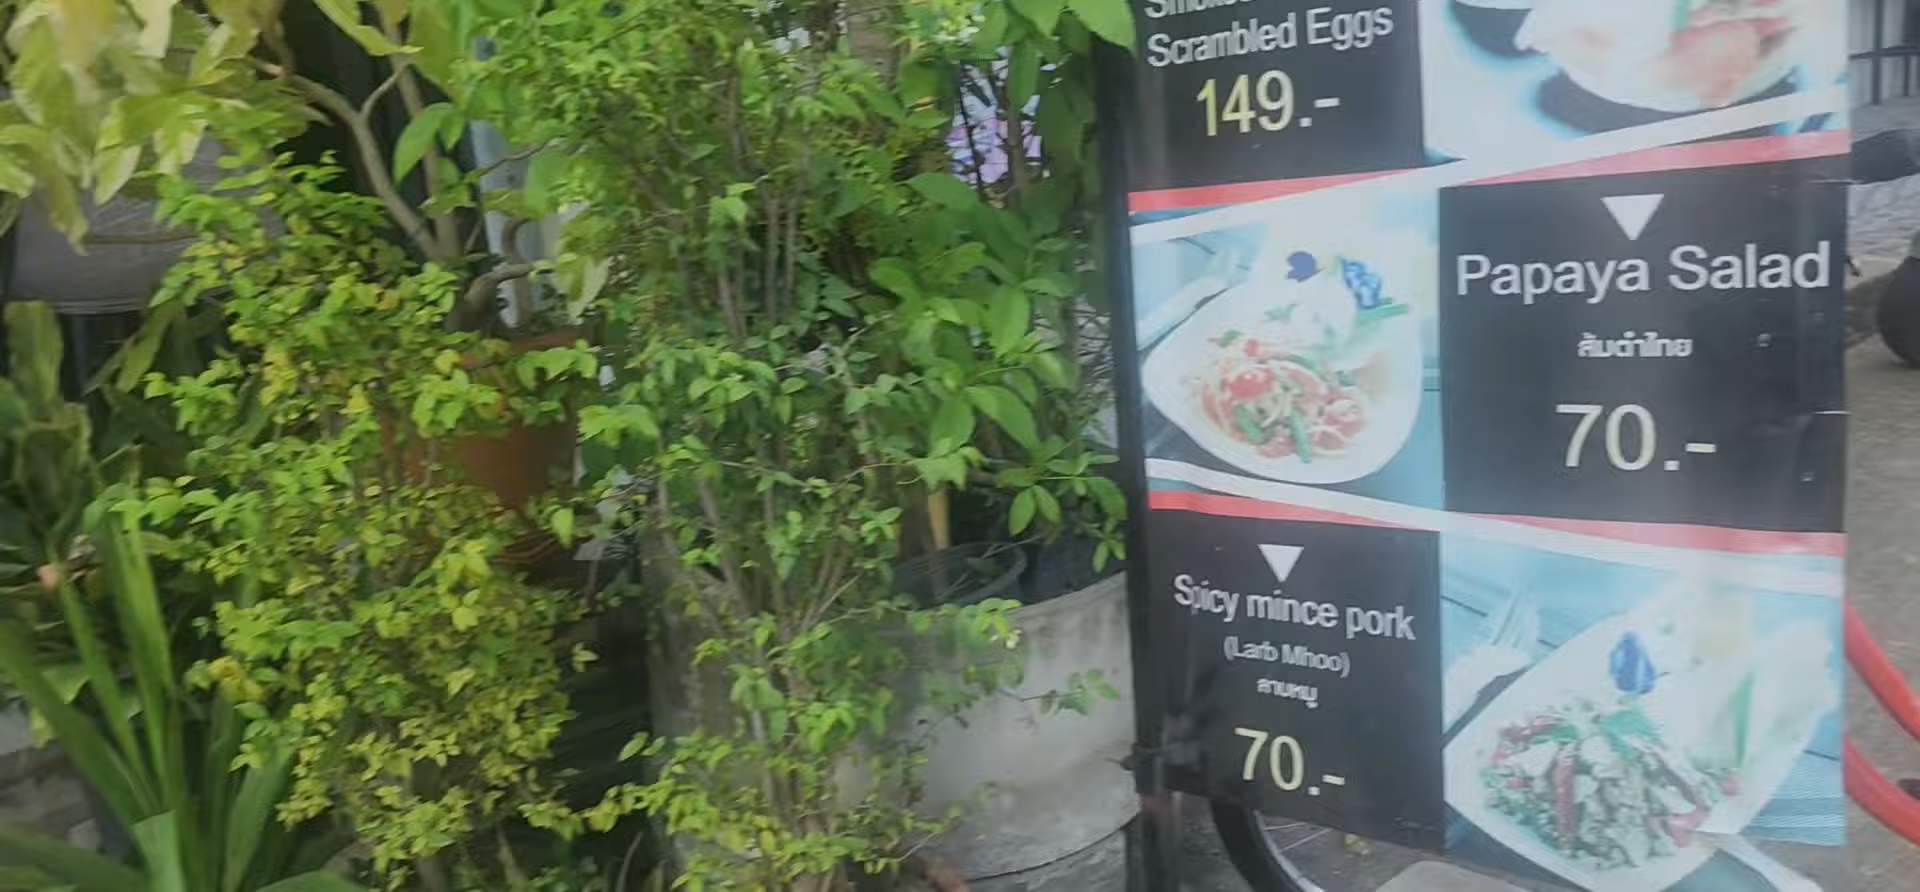 Scrambled Eggs
149.-
Papaya Salad
ส้มตำไทย
70.-
Spicy mince pork
(Larb Mhoo)
ลาบหมู
70.-